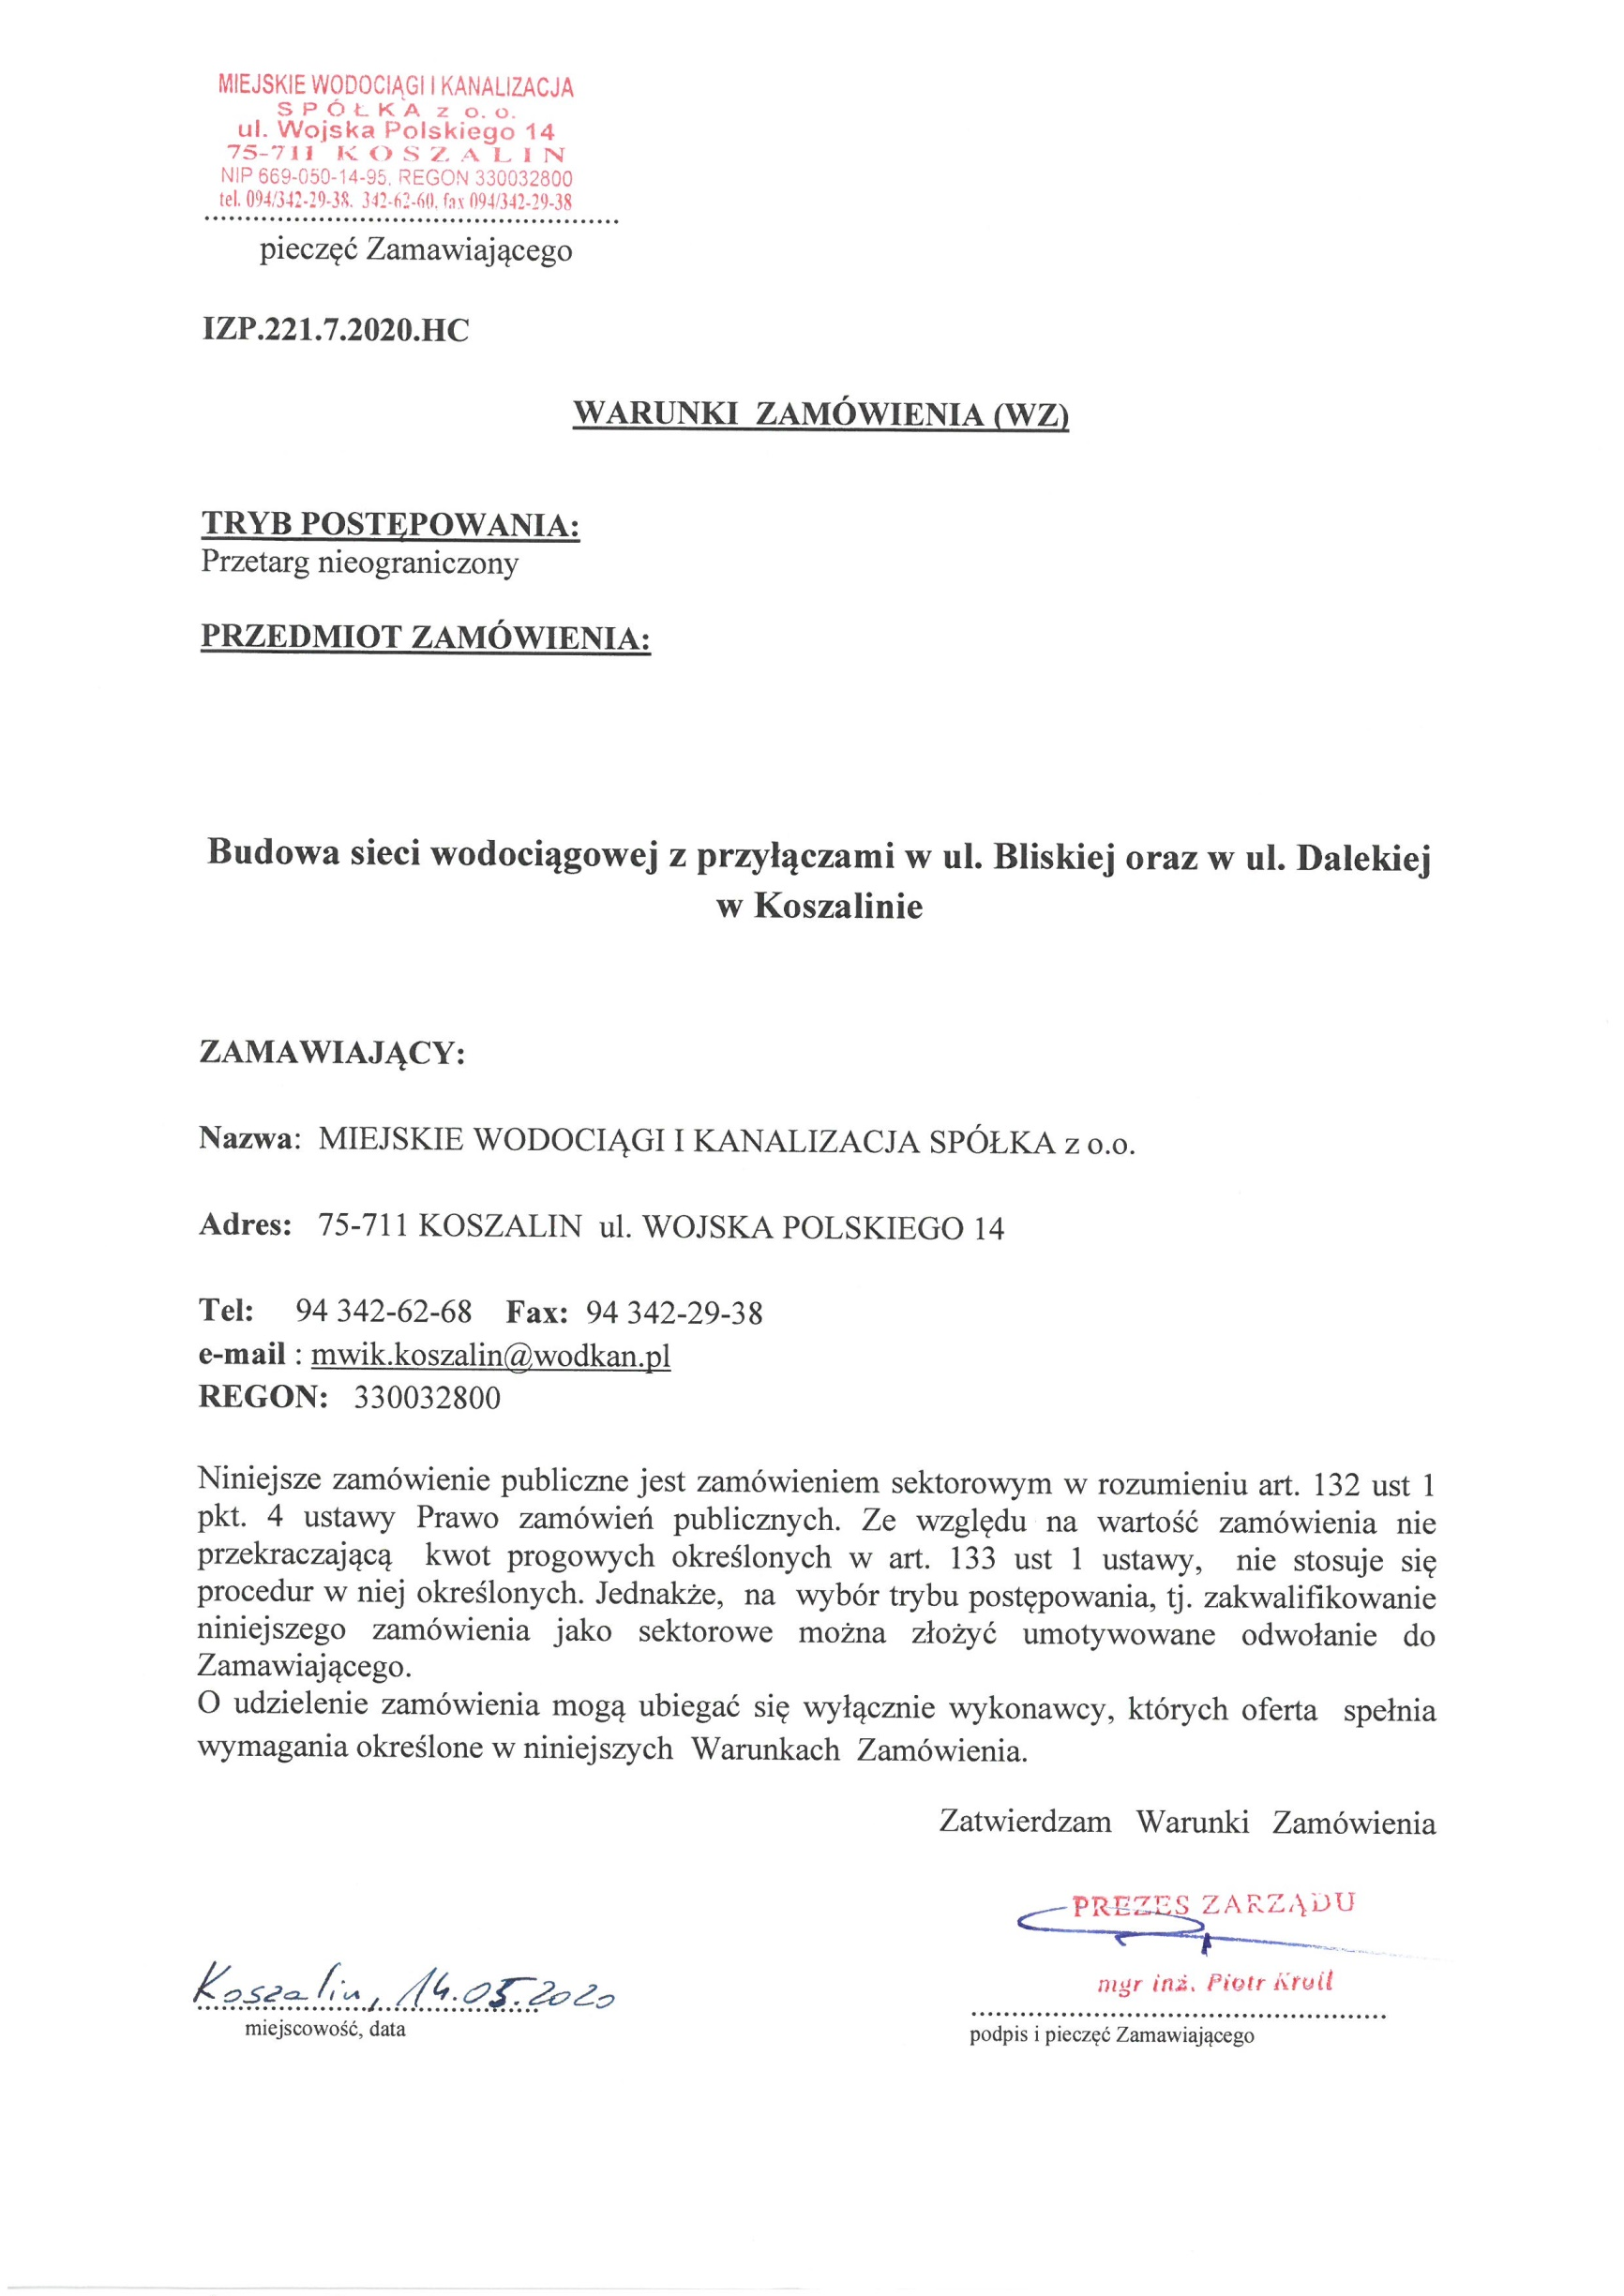 MIEJSKIE WODOCIĄGI I KANALIZACJA
SPÓŁKA z o.o.
ul. Wojska Polskiego 14
75-711 KOSZALIN
NIP 669-050-14-95, REGON 330032800
tel. 094/342-29-38, 342-62-60, fax 094/342-29-38
pieczęć Zamawiającego
IZP.221.7.2020.HC
WARUNKI ZAMÓWIENIA (WZ)
TRYB POSTĘPOWANIA:
Przetarg nieograniczony
PRZEDMIOT ZAMÓWIENIA:
Budowa sieci wodociągowej z przyłączami w ul. Bliskiej oraz w ul. Dalekiej
w Koszalinie
ZAMAWIAJĄCY:
Nazwa: MIEJSKIE WODOCIĄGI I KANALIZACJA SPÓŁKA z o.o.
Adres: 75-711 KOSZALIN ul. WOJSKA POLSKIEGO 14
Tel: 94 342-62-68 Fax: 94 342-29-38
e-mail : mwik.koszalin@wodkan.pl
REGON: 330032800
Niniejsze zamówienie publiczne jest zamówieniem sektorowym w rozumieniu art. 132 ust 1
pkt. 4 ustawy Prawo zamówień publicznych. Ze względu na wartość zamówienia nie
przekraczającą kwot progowych określonych w art. 133 ust 1 ustawy, nie stosuje się
procedur w niej określonych. Jednakże, na wybór trybu postępowania, tj. zakwalifikowanie
niniejszego zamówienia jako sektorowe można złożyć umotywowane odwołanie do
Zamawiającego.
O udzielenie zamówienia mogą ubiegać się wyłącznie wykonawcy, których oferta spełnia
wymagania określone w niniejszych Warunkach Zamówienia.
Zatwierdzam Warunki Zamówienia
PREZES ZARZĄDU
mgr inż. Piotr Kroll
Koszalin, 14.05.2020
miejscowość, data
podpis i pieczęć Zamawiającego